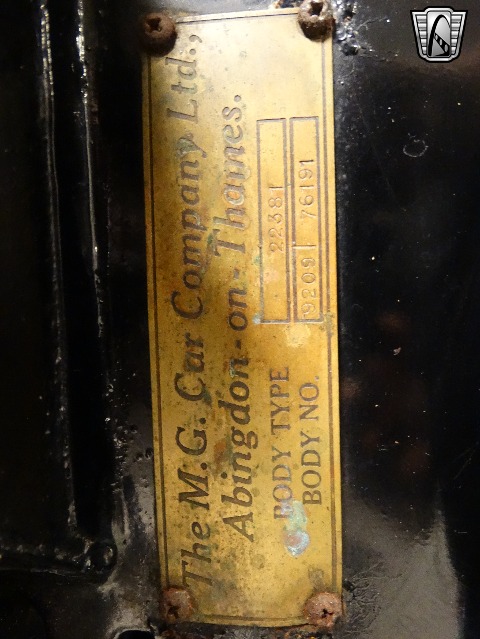 The M.G. Car Company Ltd.,
Abingdon-on-Thames.
BODY TYPE 22381
BODY NO. 9209 76191